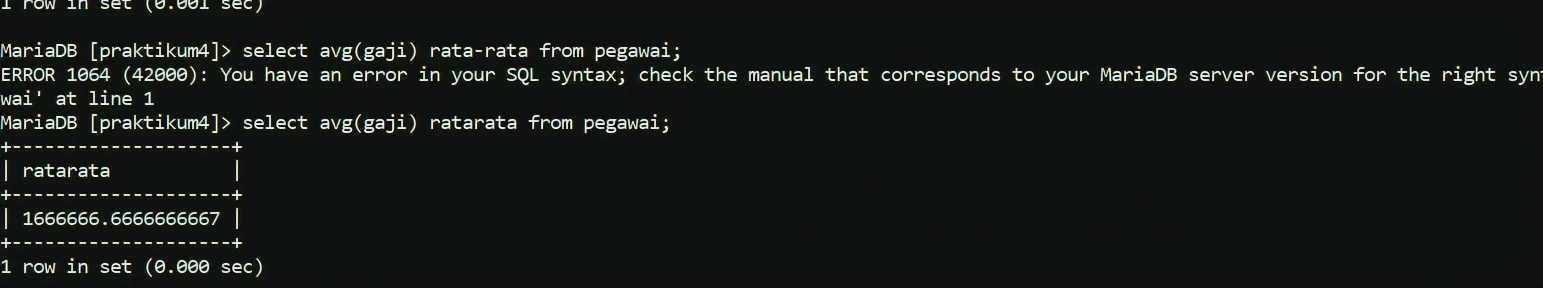 1 row in set (0.001 sec)
MariaDB [praktikum4]> select avg(gaji) rata-rata from pegawai;
ERROR 1064 (42000): You have an error in your SQL syntax; check the manual that corresponds to your MariaDB server version for the right syn
wai' at line 1
MariaDB [praktikum4]> select avg(gaji) ratarata from pegawai;
+--------------------+
| ratarata           |
+--------------------+
| 1666666.6666666667 |
+--------------------+
1 row in set (0.000 sec)